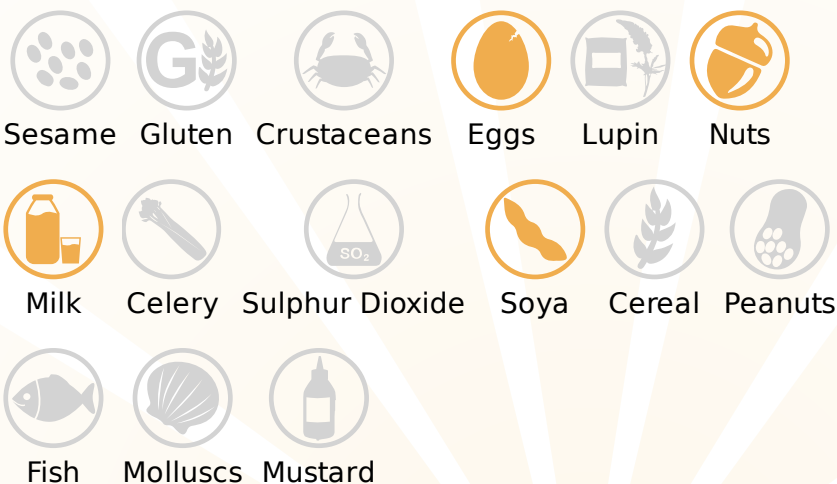 G
Sesame Gluten Crustaceans Eggs Lupin Nuts
SO₂
Milk Celery Sulphur Dioxide Soya Cereal Peanuts
Fish Molluscs Mustard